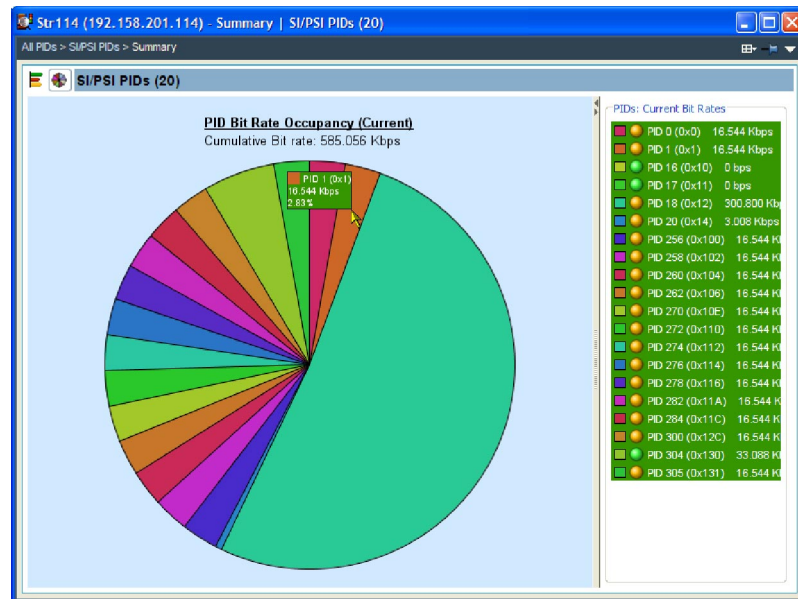 Str114 (192.158.201.114) - Summary | SI/PSI PIDs (20)
All PIDs > SI/PSI PIDs > Summary
SI/PSI PIDs (20)
PID Bit Rate Occupancy (Current)
Cumulative Bit rate: 585.056 Kbps
PID 1 (0x1)
16.544 Kbps
2.83%
PIDs: Current Bit Rates
PID 0 (0x0) 16.544 Kbps
PID 1 (0x1) 16.544 Kbps
PID 16 (0x10) 0 bps
PID 17 (0x11) 0 bps
PID 18 (0x12) 300.800 Kbp
PID 20 (0x14) 3.008 Kbps
PID 256 (0x100) 16.544 K
PID 258 (0x102) 16.544 K
PID 260 (0x104) 16.544 K
PID 262 (0x106) 16.544 K
PID 270 (0x10E) 16.544 K
PID 272 (0x110) 16.544 K
PID 274 (0x112) 16.544 K
PID 276 (0x114) 16.544 K
PID 278 (0x116) 16.544 K
PID 282 (0x11A) 16.544 K
PID 284 (0x11C) 16.544 K
PID 300 (0x12C) 16.544 K
PID 304 (0x130) 33.088 K
PID 305 (0x131) 16.544 K